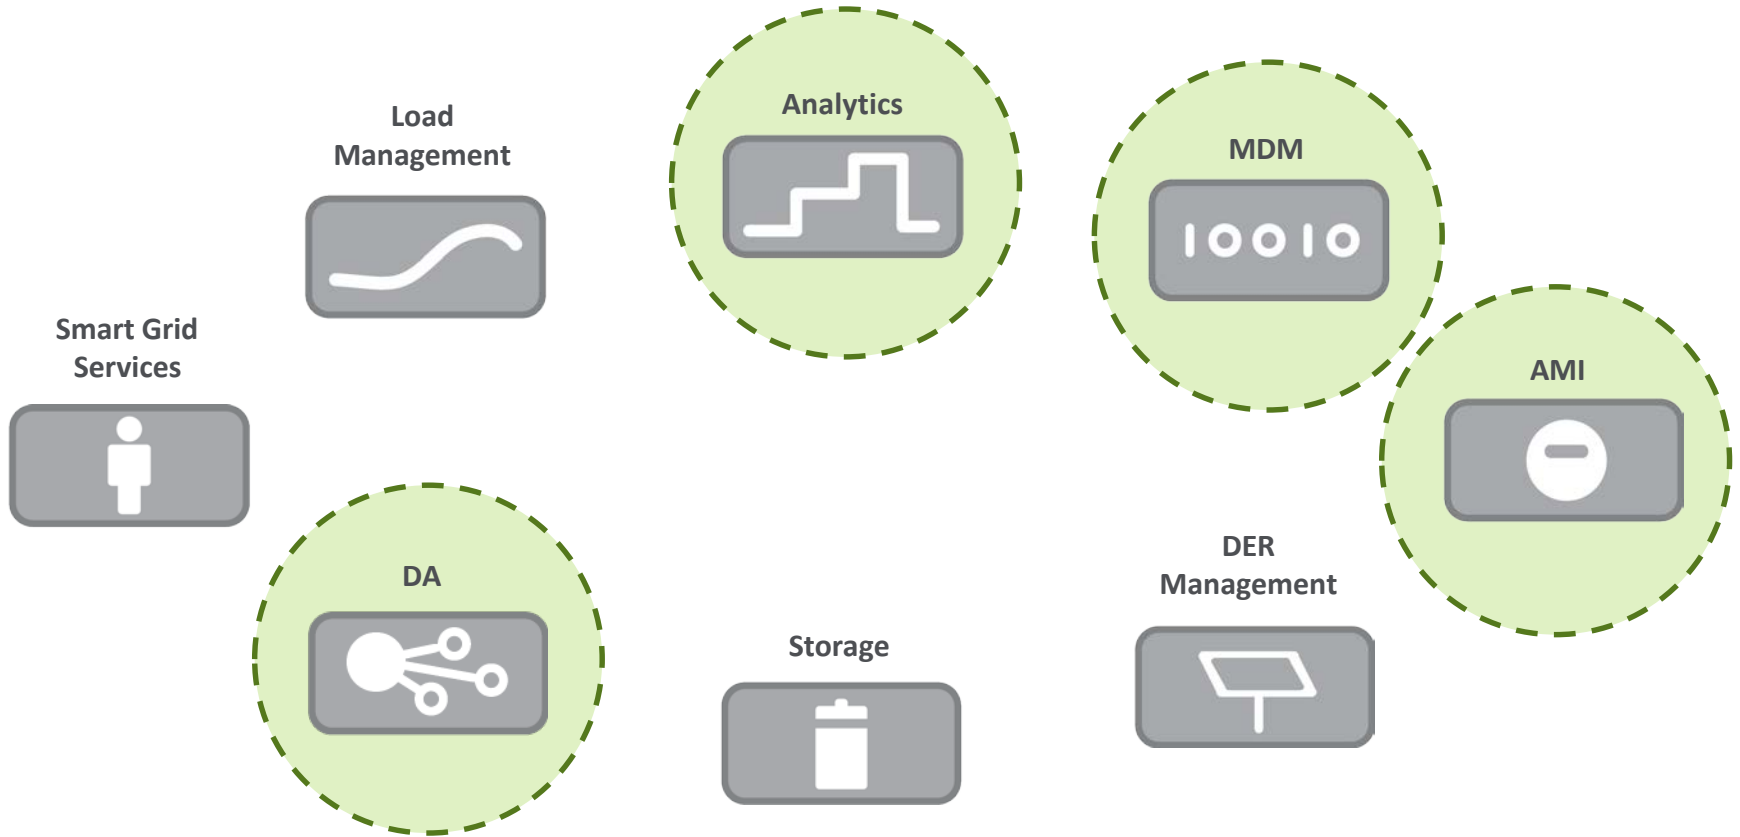 Analytics
Load
Management
MDM
Smart Grid
Services
AMI
DER
Management
DA
Storage
10010